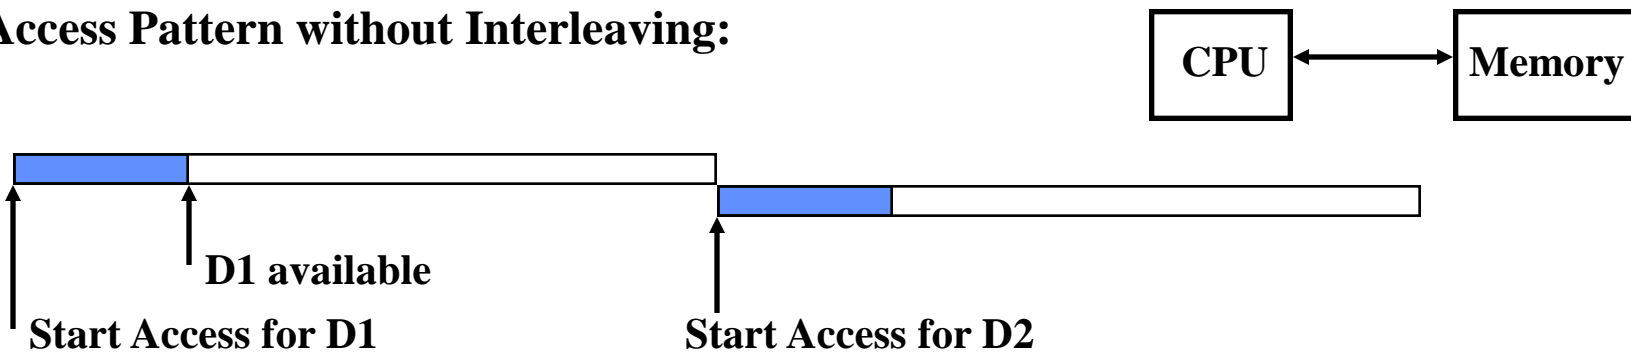 Access Pattern without Interleaving:
CPU
Memory
D1 available
Start Access for D1
Start Access for D2